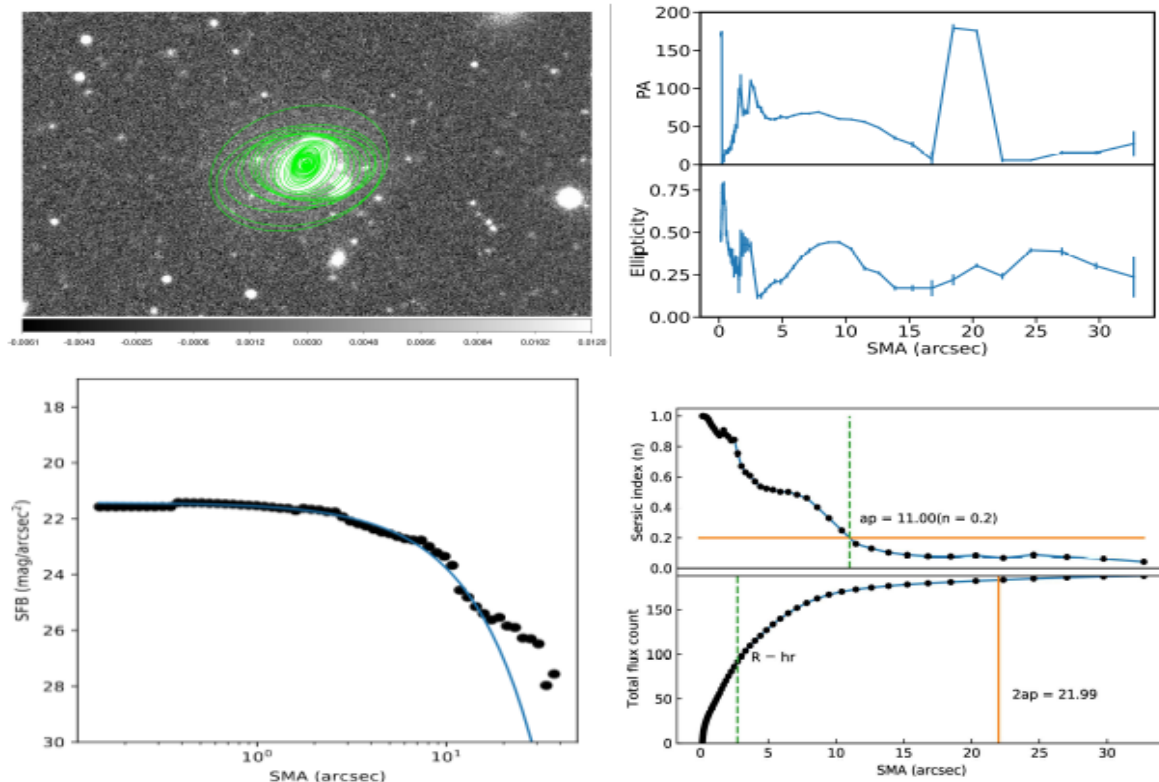 -0.0061 -0.0043 -0.0025 -0.0006 0.0012 0.0030 0.0048 0.0066 0.0084 0.0102 0.0120
200
150
100
50
0
PA
0.75
0.50
0.25
0.00
Ellipticity
0 5 10 15 20 25 30
SMA (arcsec)
18
20
22
24
26
28
30
SFB (mag/arcsec²)
10⁰ 10¹
SMA (arcsec)
1.0
0.8
0.6
0.4
0.2
0.0
Sersic index (n)
ap = 11.00(n = 0.2)
150
100
50
0
Total flux count
R − hr
2ap = 21.99
0 5 10 15 20 25 30
SMA (arcsec)